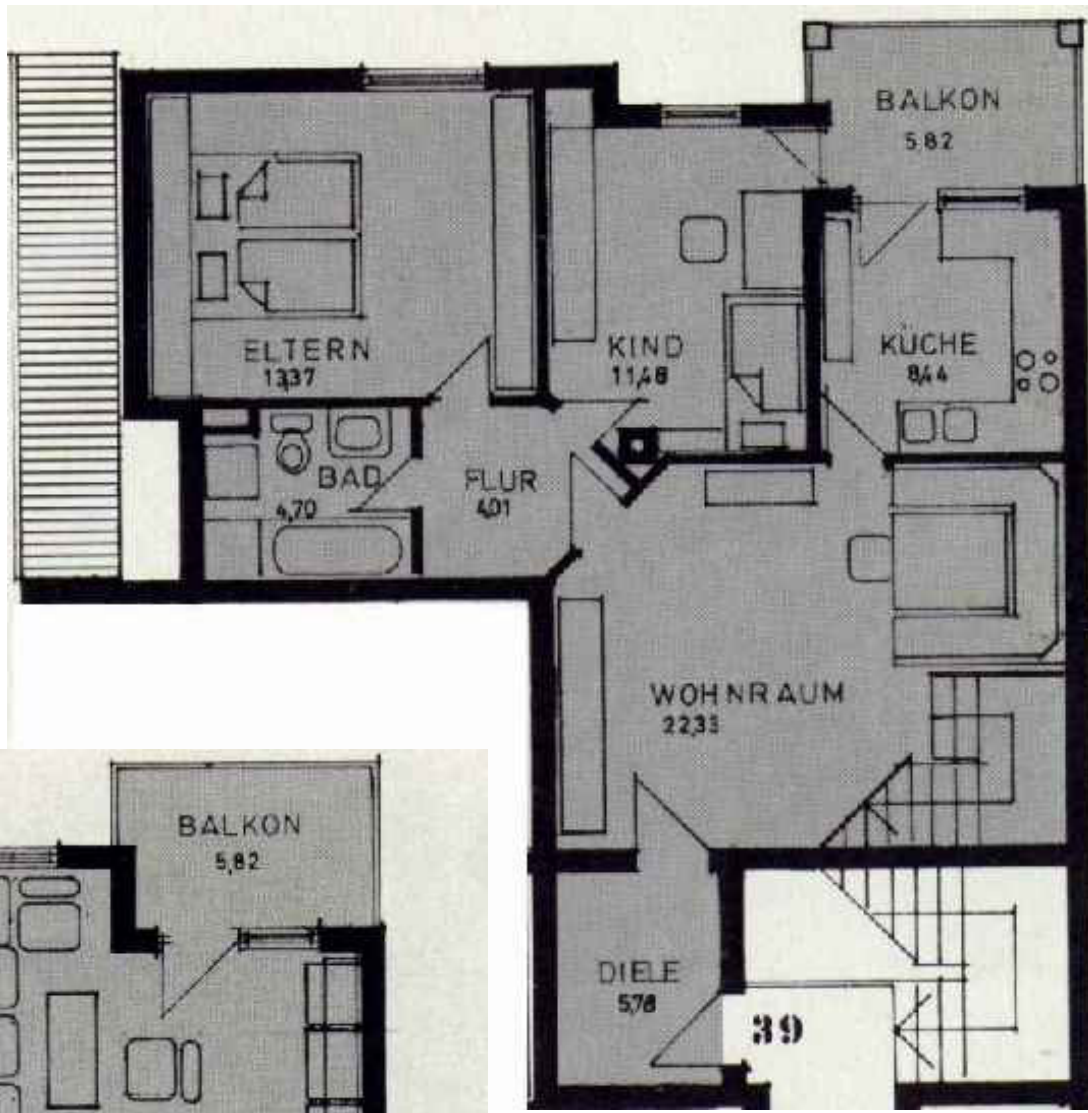 BALKON
5,82
ELTERN
13,37
KIND
11,48
KÜCHE
8,44
BAD
4,70
FLUR
4,01
WOHNRAUM
22,33
BALKON
5,82
DIELE
5,78
39